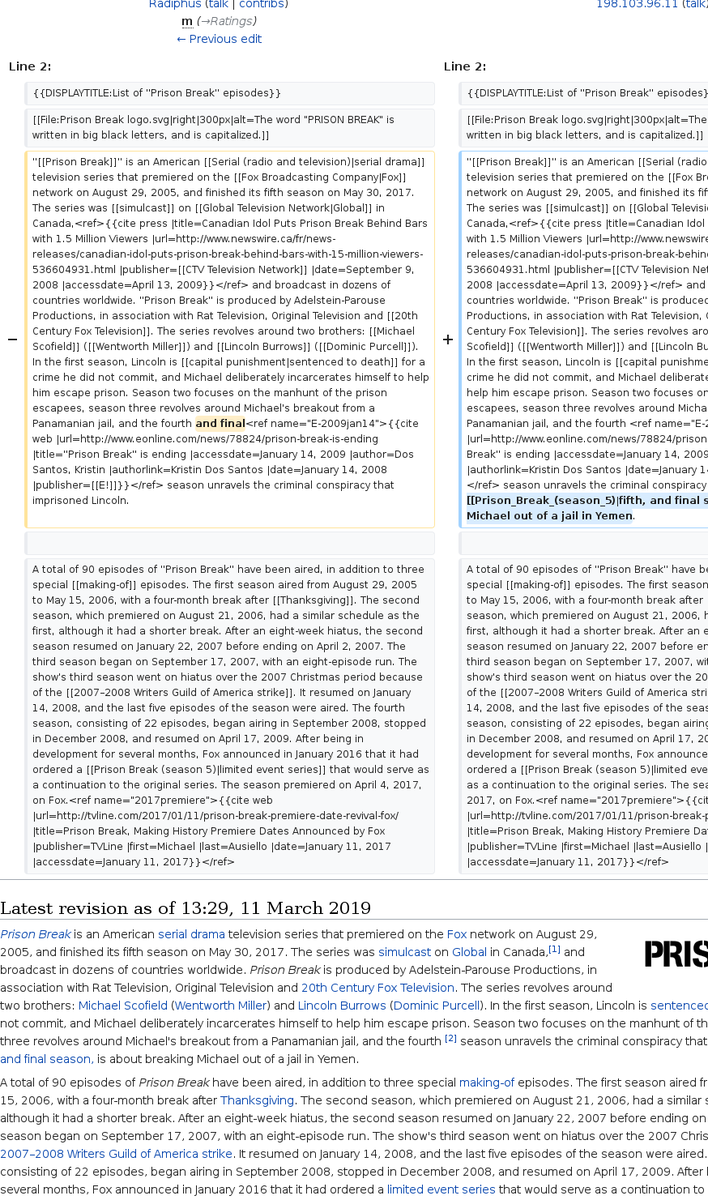 Radiphus (talk | contribs)
m (→Ratings)
← Previous edit
198.103.96.11 (talk)
Line 2:
{{DISPLAYTITLE:List of ''Prison Break'' episodes}}
[[File:Prison Break logo.svg|right|300px|alt=The word "PRISON BREAK" is
written in big black letters, and is capitalized.]]
−
''[[Prison Break]]'' is an American [[Serial (radio and television)|serial drama]]
television series that premiered on the [[Fox Broadcasting Company|Fox]]
network on August 29, 2005, and finished its fifth season on May 30, 2017.
The series was [[simulcast]] on [[Global Television Network|Global]] in
Canada,<ref>{{cite press |title=Canadian Idol Puts Prison Break Behind Bars
with 1.5 Million Viewers |url=http://www.newswire.ca/fr/news-
releases/canadian-idol-puts-prison-break-behind-bars-with-15-million-viewers-
536604931.html |publisher=[[CTV Television Network]] |date=September 9,
2008 |accessdate=April 13, 2009}}</ref> and broadcast in dozens of
countries worldwide. ''Prison Break'' is produced by Adelstein-Parouse
Productions, in association with Rat Television, Original Television and [[20th
Century Fox Television]]. The series revolves around two brothers: [[Michael
Scofield]] ([[Wentworth Miller]]) and [[Lincoln Burrows]] ([[Dominic Purcell]]).
In the first season, Lincoln is [[capital punishment|sentenced to death]] for a
crime he did not commit, and Michael deliberately incarcerates himself to help
him escape prison. Season two focuses on the manhunt of the prison
escapees, season three revolves around Michael's breakout from a
Panamanian jail, and the fourth and final<ref name="E-2009jan14">{{cite
web |url=http://www.eonline.com/news/78824/prison-break-is-ending
|title="Prison Break" is ending |accessdate=January 14, 2009 |author=Dos
Santos, Kristin |authorlink=Kristin Dos Santos |date=January 14, 2008
|publisher=[[E!]]}}</ref> season unravels the criminal conspiracy that
imprisoned Lincoln.
A total of 90 episodes of ''Prison Break'' have been aired, in addition to three
special [[making-of]] episodes. The first season aired from August 29, 2005
to May 15, 2006, with a four-month break after [[Thanksgiving]]. The second
season, which premiered on August 21, 2006, had a similar schedule as the
first, although it had a shorter break. After an eight-week hiatus, the second
season resumed on January 22, 2007 before ending on April 2, 2007. The
third season began on September 17, 2007, with an eight-episode run. The
show's third season went on hiatus over the 2007 Christmas period because
of the [[2007–2008 Writers Guild of America strike]]. It resumed on January
14, 2008, and the last five episodes of the season were aired. The fourth
season, consisting of 22 episodes, began airing in September 2008, stopped
in December 2008, and resumed on April 17, 2009. After being in
development for several months, Fox announced in January 2016 that it had
ordered a [[Prison Break (season 5)|limited event series]] that would serve as
a continuation to the original series. The season premiered on April 4, 2017,
on Fox.<ref name="2017premiere">{{cite web
|url=http://tvline.com/2017/01/11/prison-break-premiere-date-revival-fox/
|title=Prison Break, Making History Premiere Dates Announced by Fox
|publisher=TVLine |first=Michael |last=Ausiello |date=January 11, 2017
|accessdate=January 11, 2017}}</ref>
Line 2:
{{DISPLAYTITLE:List of ''Prison Break'' episodes}
[[File:Prison Break logo.svg|right|300px|alt=The
written in big black letters, and is capitalized.]]
+
''[[Prison Break]]'' is an American [[Serial (radio
television series that premiered on the [[Fox Br
network on August 29, 2005, and finished its fift
The series was [[simulcast]] on [[Global Televisi
Canada,<ref>{{cite press |title=Canadian Idol
with 1.5 Million Viewers |url=http://www.newswi
releases/canadian-idol-puts-prison-break-behind
536604931.html |publisher=[[CTV Television Net
2008 |accessdate=April 13, 2009}}</ref> and
countries worldwide. ''Prison Break'' is produced
Productions, in association with Rat Television, O
Century Fox Television]]. The series revolves aro
Scofield]] ([[Wentworth Miller]]) and [[Lincoln Bu
In the first season, Lincoln is [[capital punishme
crime he did not commit, and Michael deliberate
help him escape prison. Season two focuses on t
escapees, season three revolves around Micha
Panamanian jail, and the fourth <ref name="E-2
|url=http://www.eonline.com/news/78824/prison
Break" is ending |accessdate=January 14, 2009
|authorlink=Kristin Dos Santos |date=January 14
</ref> season unravels the criminal conspiracy
[[Prison_Break_(season_5)|fifth, and final s
Michael out of a jail in Yemen.
A total of 90 episodes of ''Prison Break'' have be
special [[making-of]] episodes. The first season
to May 15, 2006, with a four-month break after
season, which premiered on August 21, 2006, h
first, although it had a shorter break. After an e
season resumed on January 22, 2007 before en
third season began on September 17, 2007, wit
show's third season went on hiatus over the 20
of the [[2007–2008 Writers Guild of America stri
14, 2008, and the last five episodes of the seas
season, consisting of 22 episodes, began airing
in December 2008, and resumed on April 17, 20
development for several months, Fox announce
ordered a [[Prison Break (season 5)|limited even
as a continuation to the original series. The sea
2017, on Fox.<ref name="2017premiere">{{cit
|url=http://tvline.com/2017/01/11/prison-break-p
|title=Prison Break, Making History Premiere Da
|publisher=TVLine |first=Michael |last=Ausiello |
|accessdate=January 11, 2017}}</ref>
Latest revision as of 13:29, 11 March 2019
PRIS
Prison Break is an American serial drama television series that premiered on the Fox network on August 29,
2005, and finished its fifth season on May 30, 2017. The series was simulcast on Global in Canada,[1] and
broadcast in dozens of countries worldwide. Prison Break is produced by Adelstein-Parouse Productions, in
association with Rat Television, Original Television and 20th Century Fox Television. The series revolves around
two brothers: Michael Scofield (Wentworth Miller) and Lincoln Burrows (Dominic Purcell). In the first season, Lincoln is sentenced
not commit, and Michael deliberately incarcerates himself to help him escape prison. Season two focuses on the manhunt of th
three revolves around Michael's breakout from a Panamanian jail, and the fourth [2] season unravels the criminal conspiracy that
and final season, is about breaking Michael out of a jail in Yemen.
A total of 90 episodes of Prison Break have been aired, in addition to three special making-of episodes. The first season aired fr
15, 2006, with a four-month break after Thanksgiving. The second season, which premiered on August 21, 2006, had a similar s
although it had a shorter break. After an eight-week hiatus, the second season resumed on January 22, 2007 before ending on
season began on September 17, 2007, with an eight-episode run. The show's third season went on hiatus over the 2007 Chris
2007–2008 Writers Guild of America strike. It resumed on January 14, 2008, and the last five episodes of the season were aired.
consisting of 22 episodes, began airing in September 2008, stopped in December 2008, and resumed on April 17, 2009. After b
several months, Fox announced in January 2016 that it had ordered a limited event series that would serve as a continuation to